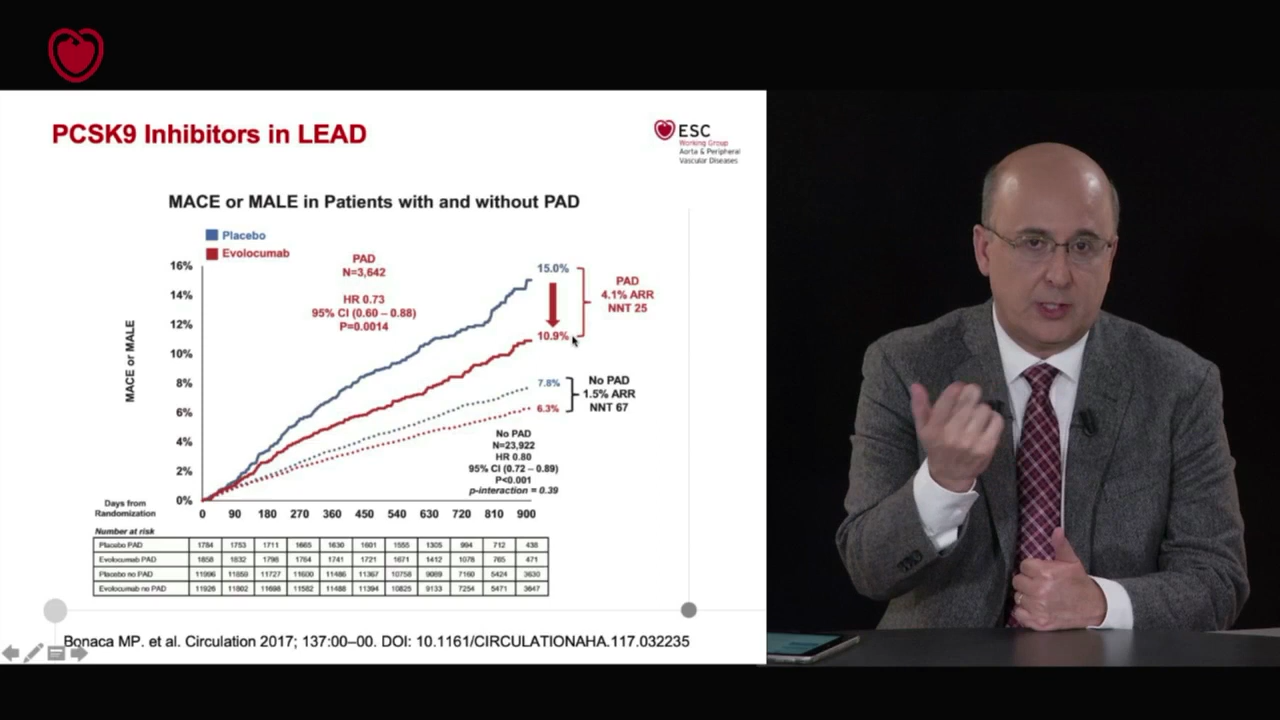 PCSK9 Inhibitors in LEAD
ESC
Working Group
Aorta & Peripheral
Vascular Diseases
MACE or MALE in Patients with and without PAD
Placebo
Evolocumab
PAD
N=3,642
HR 0.73
95% CI (0.60 – 0.88)
P=0.0014
MACE or MALE
16%
14%
12%
10%
8%
6%
4%
2%
0%
15.0%
10.9%
PAD
4.1% ARR
NNT 25
7.8%
6.3%
No PAD
1.5% ARR
NNT 67
No PAD
N=23,922
HR 0.80
95% CI (0.72 – 0.89)
P<0.001
p-interaction = 0.39
Days from
Randomization
0 90 180 270 360 450 540 630 720 810 900
Number at risk
Placebo PAD 1784 1753 1711 1665 1630 1601 1555 1305 994 712 438
Evolocumab PAD 1858 1832 1798 1764 1741 1721 1671 1412 1078 765 471
Placebo no PAD 11996 11859 11727 11600 11486 11367 10758 9069 7160 5424 3630
Evolocumab no PAD 11926 11802 11698 11582 11488 11394 10825 9133 7254 5471 3647
Bonaca MP. et al. Circulation 2017; 137:00–00. DOI: 10.1161/CIRCULATIONAHA.117.032235